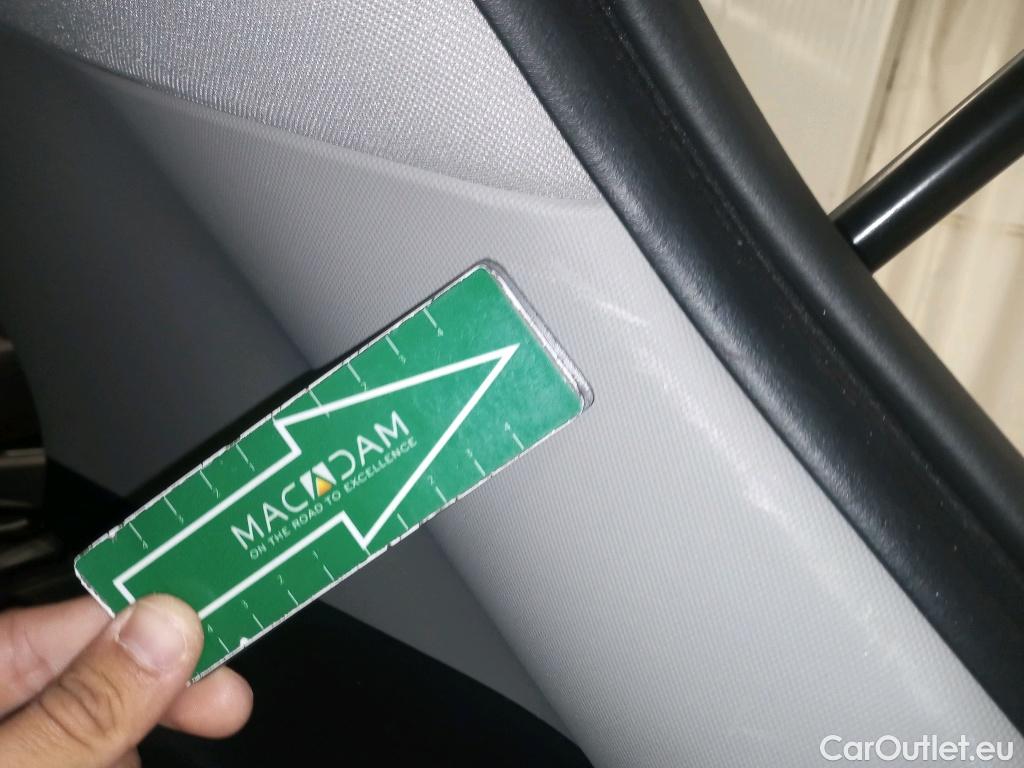 MACADAM
ON THE ROAD TO EXCELLENCE
CarOutlet.eu